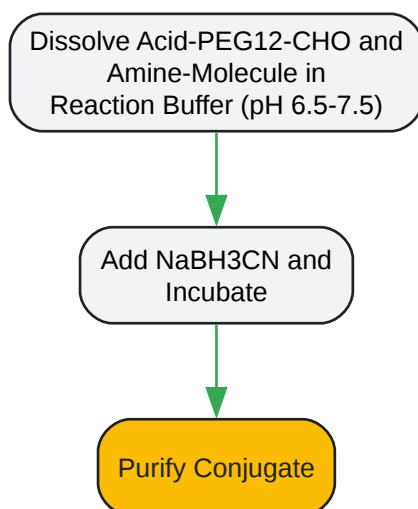 Dissolve Acid-PEG12-CHO and
Amine-Molecule in
Reaction Buffer (pH 6.5-7.5)
Add NaBH3CN and
Incubate
Purify Conjugate